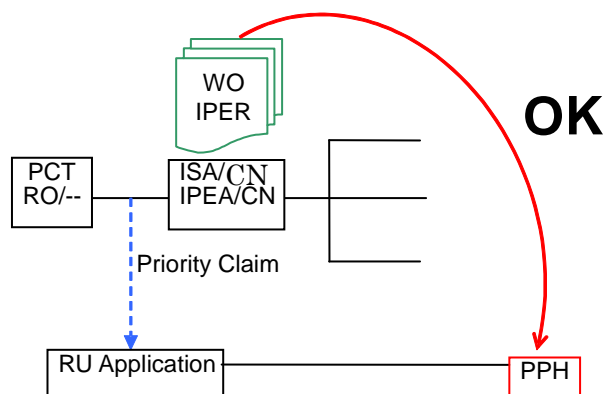 WO
IPER
OK
PCT
RO/--
ISA/CN
IPEA/CN
Priority Claim
RU Application
PPH